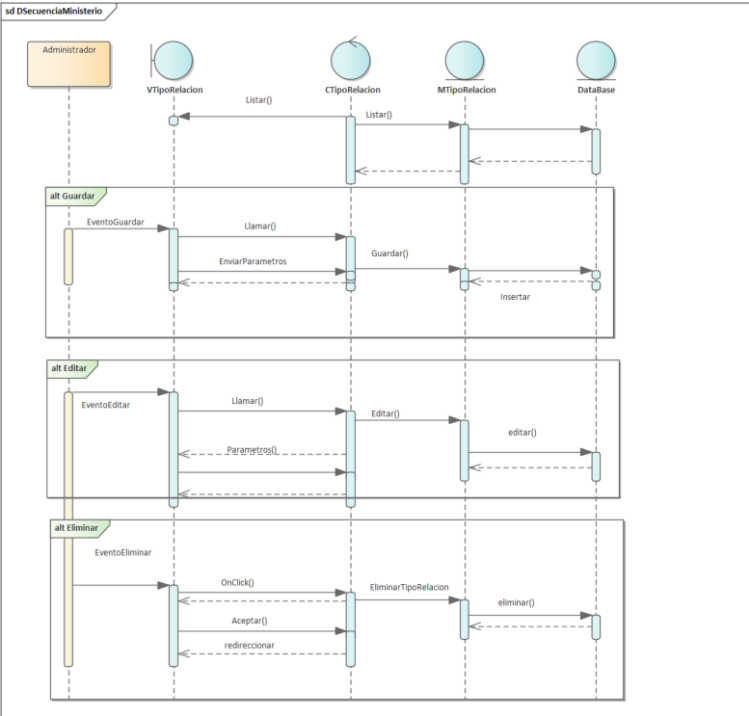 sd DSecuenciaMinisterio
Administrador
VTipoRelacion
CTipoRelacion
MTipoRelacion
DataBase
Listar()
Listar()
alt Guardar
EventoGuardar
Llamar()
EnviarParametros
Guardar()
Insertar
alt Editar
EventoEditar
Llamar()
Editar()
editar()
Parametros()
alt Eliminar
EventoEliminar
OnClick()
EliminarTipoRelacion
eliminar()
Aceptar()
redireccionar